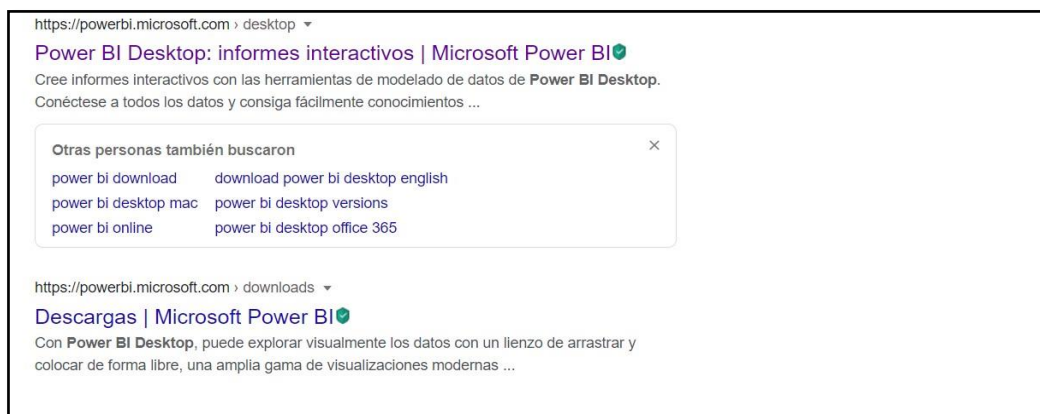 https://powerbi.microsoft.com › desktop
Power BI Desktop: informes interactivos | Microsoft Power BI
Cree informes interactivos con las herramientas de modelado de datos de Power BI Desktop.
Conéctese a todos los datos y consiga fácilmente conocimientos ...
Otras personas también buscaron
power bi download download power bi desktop english
power bi desktop mac power bi desktop versions
power bi online power bi desktop office 365
https://powerbi.microsoft.com › downloads
Descargas | Microsoft Power BI
Con Power BI Desktop, puede explorar visualmente los datos con un lienzo de arrastrar y
colocar de forma libre, una amplia gama de visualizaciones modernas ...